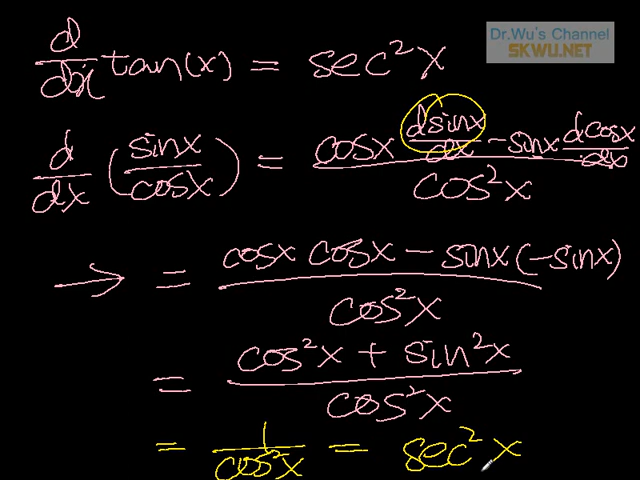 Dr.Wu's Channel
SKWU.NET
d/dx tan(x) = sec²x
d/dx (sinx/cosx) = (cosx dsinx/dx - sinx dcosx/dx)/cos²x
→ = (cosx cosx - sinx(-sinx))/cos²x
= (cos²x + sin²x)/cos²x
= 1/cos²x = sec²x